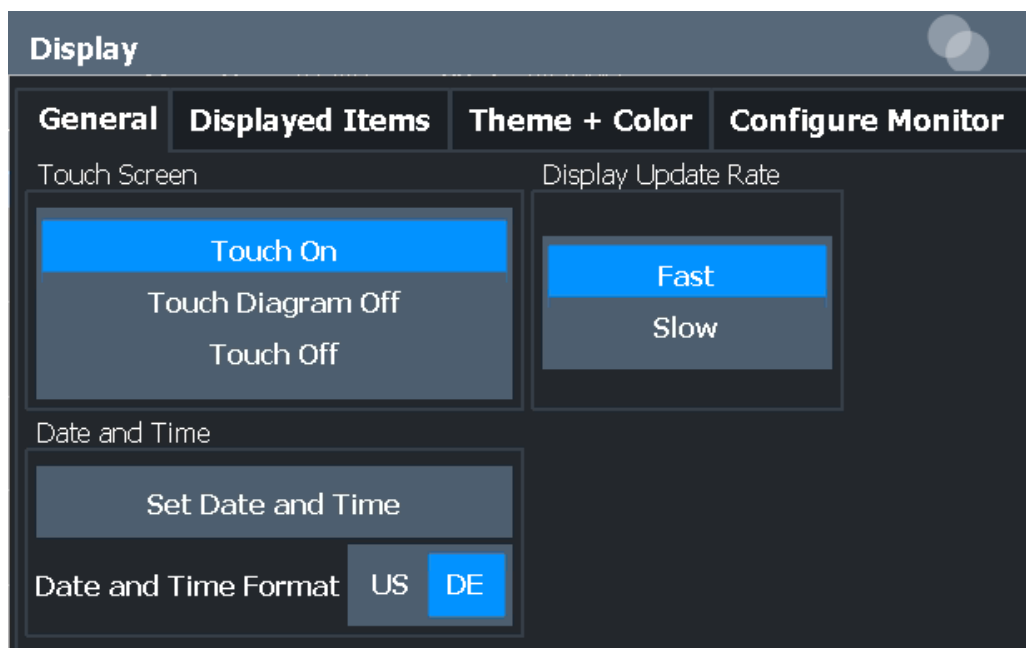 Display
General Displayed Items Theme + Color Configure Monitor
Touch Screen
Touch On
Touch Diagram Off
Touch Off
Display Update Rate
Fast
Slow
Date and Time
Set Date and Time
Date and Time Format US DE